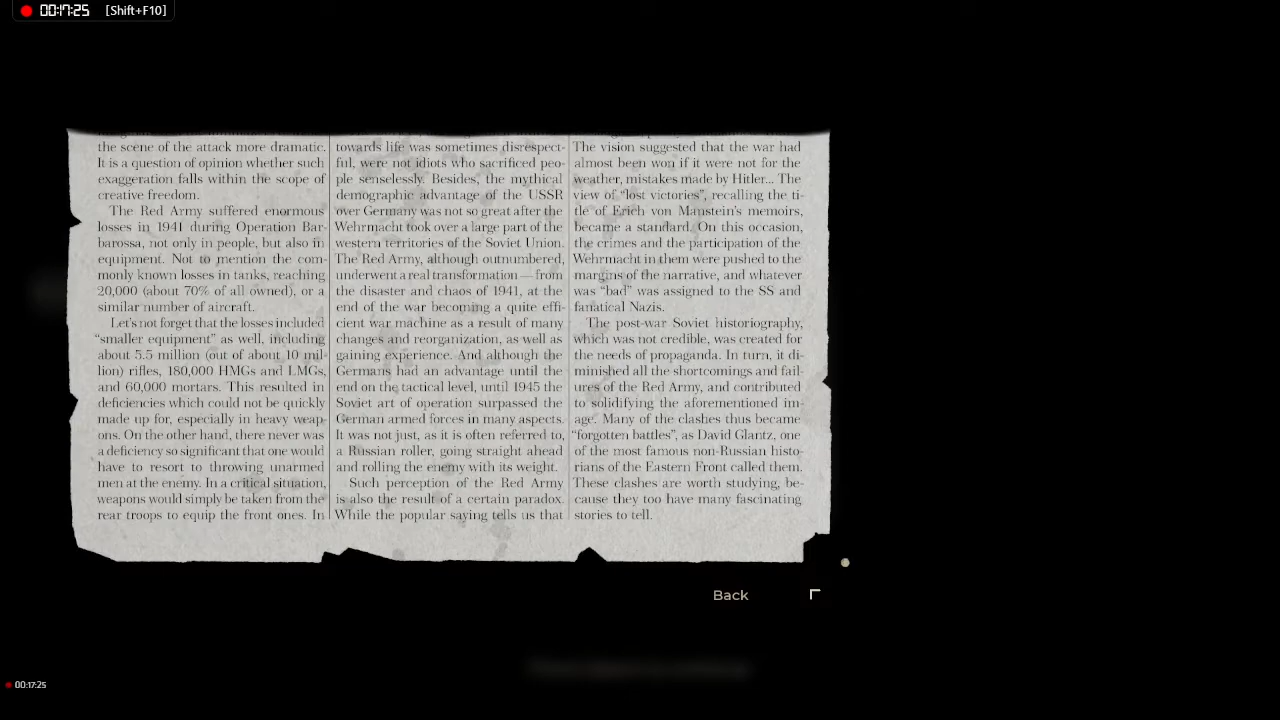 00:17:25 [Shift+F10]
the scene of the attack more dramatic.
It is a question of opinion whether such
exaggeration falls within the scope of
creative freedom.
The Red Army suffered enormous
losses in 1941 during Operation Bar-
barossa, not only in people, but also in
equipment. Not to mention the com-
monly known losses in tanks, reaching
20,000 (about 70% of all owned), or a
similar number of aircraft.
Let's not forget that the losses included
“smaller equipment” as well, including
about 5.5 million (out of about 10 mil-
lion) rifles, 180,000 HMGs and LMGs,
and 60,000 mortars. This resulted in
deficiencies which could not be quickly
made up for, especially in heavy weap-
ons. On the other hand, there never was
a deficiency so significant that one would
have to resort to throwing unarmed
men at the enemy. In a critical situation,
weapons would simply be taken from the
rear troops to equip the front ones. In
towards life was sometimes disrespect-
ful, were not idiots who sacrificed peo-
ple senselessly. Besides, the mythical
demographic advantage of the USSR
over Germany was not so great after the
Wehrmacht took over a large part of the
western territories of the Soviet Union.
The Red Army, although outnumbered,
underwent a real transformation — from
the disaster and chaos of 1941, at the
end of the war becoming a quite effi-
cient war machine as a result of many
changes and reorganization, as well as
gaining experience. And although the
Germans had an advantage until the
end on the tactical level, until 1945 the
Soviet art of operation surpassed the
German armed forces in many aspects.
It was not just, as it is often referred to,
a Russian roller, going straight ahead
and rolling the enemy with its weight.
Such perception of the Red Army
is also the result of a certain paradox.
While the popular saying tells us that
The vision suggested that the war had
almost been won if it were not for the
weather, mistakes made by Hitler... The
view of “lost victories”, recalling the ti-
tle of Erich von Manstein's memoirs,
became a standard. On this occasion,
the crimes and the participation of the
Wehrmacht in them were pushed to the
margins of the narrative, and whatever
was “bad” was assigned to the SS and
fanatical Nazis.
The post-war Soviet historiography,
which was not credible, was created for
the needs of propaganda. In turn, it di-
minished all the shortcomings and fail-
ures of the Red Army, and contributed
to solidifying the aforementioned im-
age. Many of the clashes thus became
“forgotten battles”, as David Glantz, one
of the most famous non-Russian histo-
rians of the Eastern Front called them.
These clashes are worth studying, be-
cause they too have many fascinating
stories to tell.
Back
00:17:25